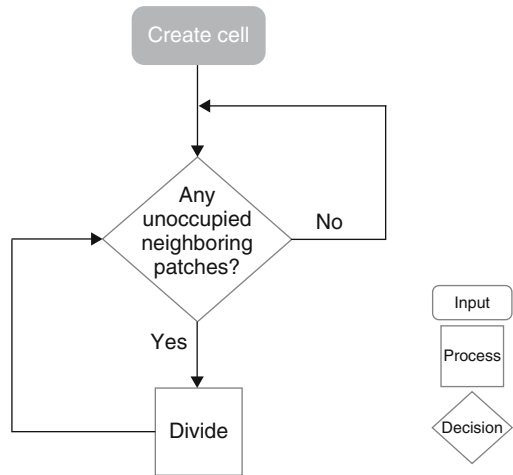 Create cell
Any
unoccupied
neighboring
patches?
No
Yes
Divide
Input
Process
Decision